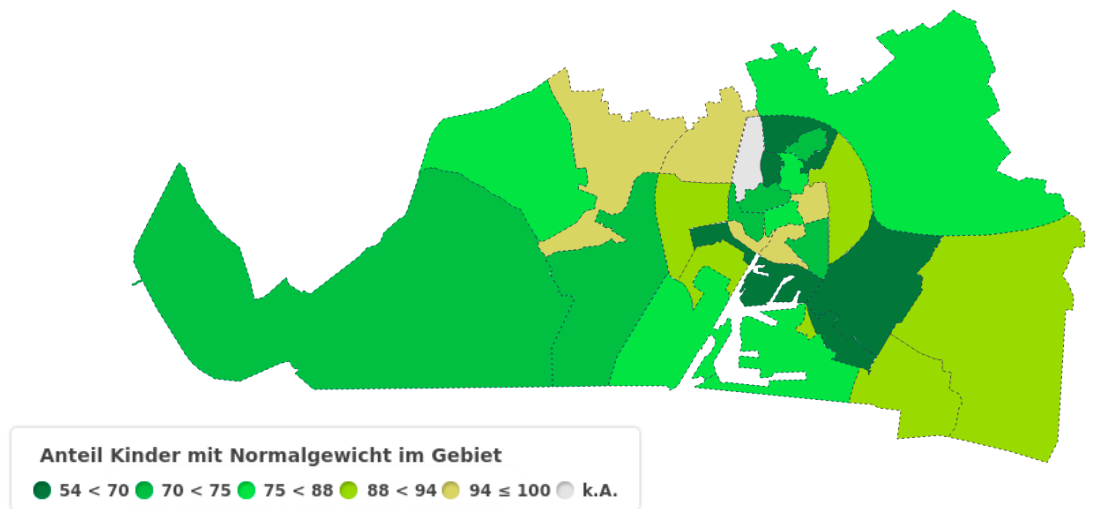 Anteil Kinder mit Normalgewicht im Gebiet
54 < 70 70 < 75 75 < 88 88 < 94 94 ≤ 100 k.A.